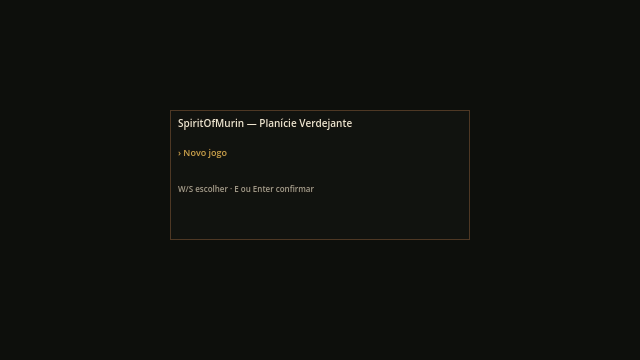 SpiritOfMurin — Planície Verdejante
› Novo jogo
W/S escolher · E ou Enter confirmar